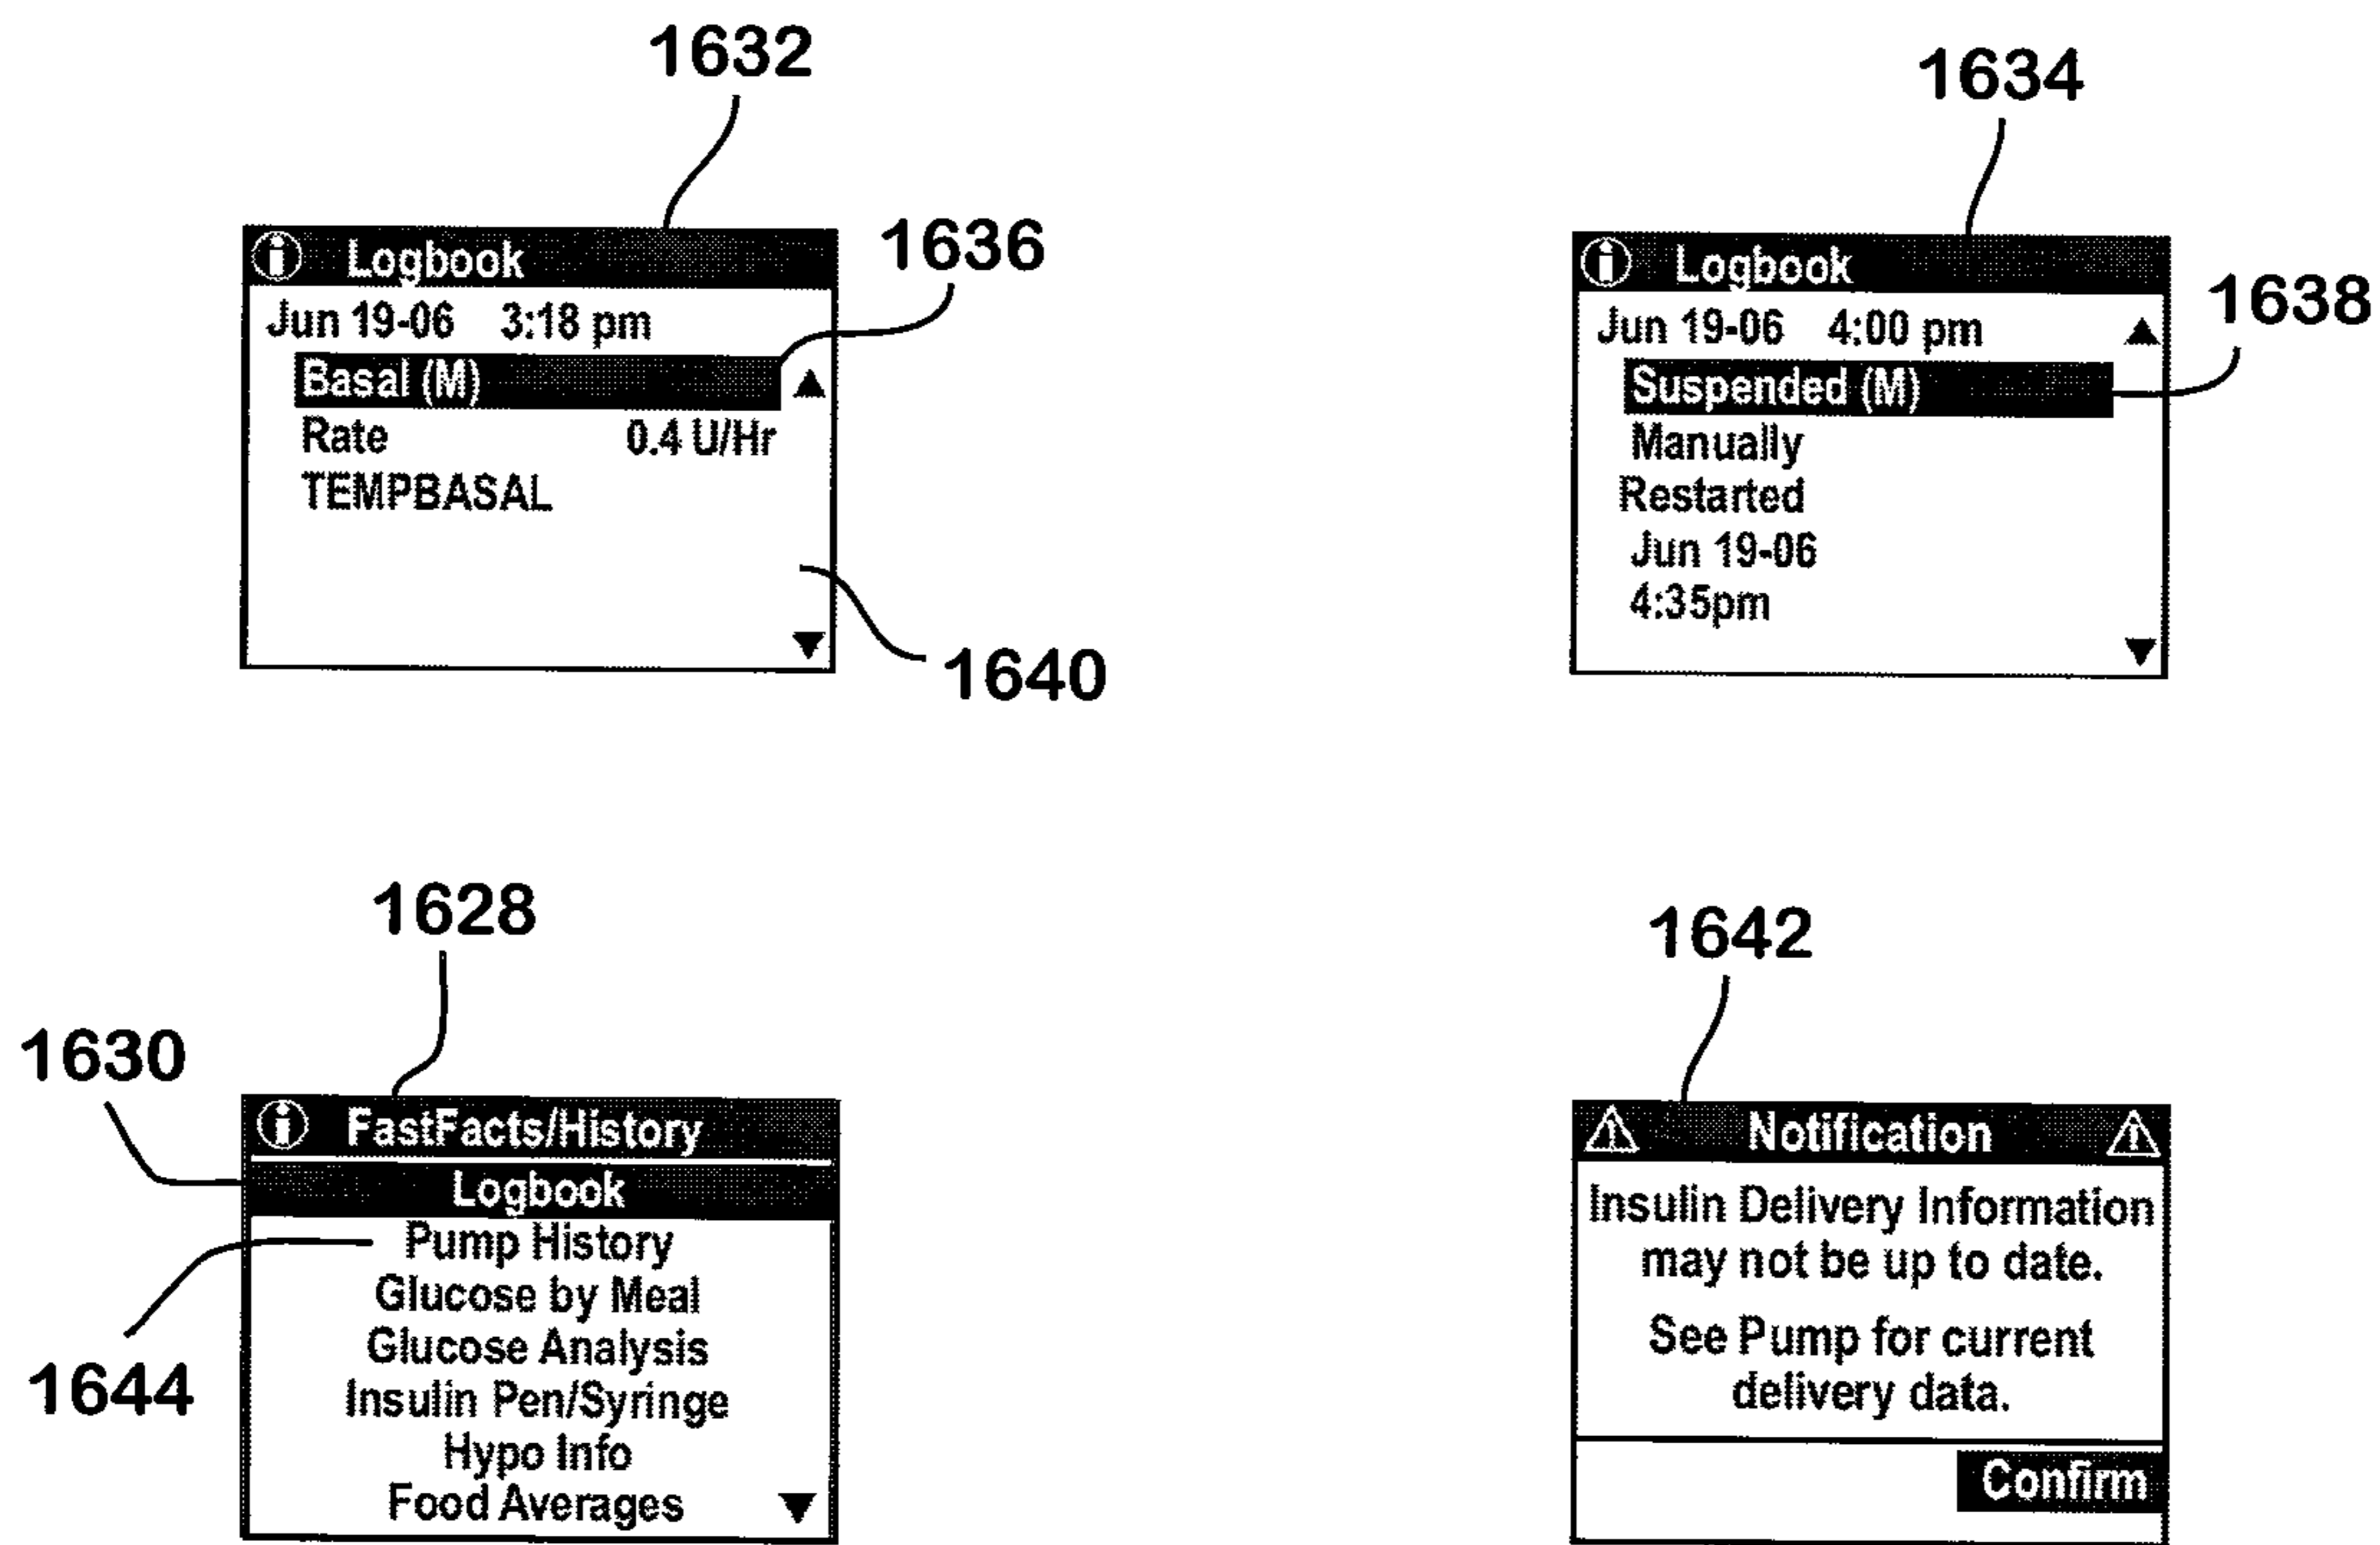 1632
1634
Logbook
1636
Jun 19-06 3:18 pm
Basal (M)
Rate 0.4 U/Hr
TEMPBASAL
1640
Logbook
1638
Jun 19-06 4:00 pm
Suspended (M)
Manually
Restarted
Jun 19-06
4:35pm
1628
1642
1630
FastFacts/History
Logbook
Pump History
Glucose by Meal
1644
Glucose Analysis
Insulin Pen/Syringe
Hypo Info
Food Averages
Notification
Insulin Delivery Information
may not be up to date.
See Pump for current
delivery data.
Confirm